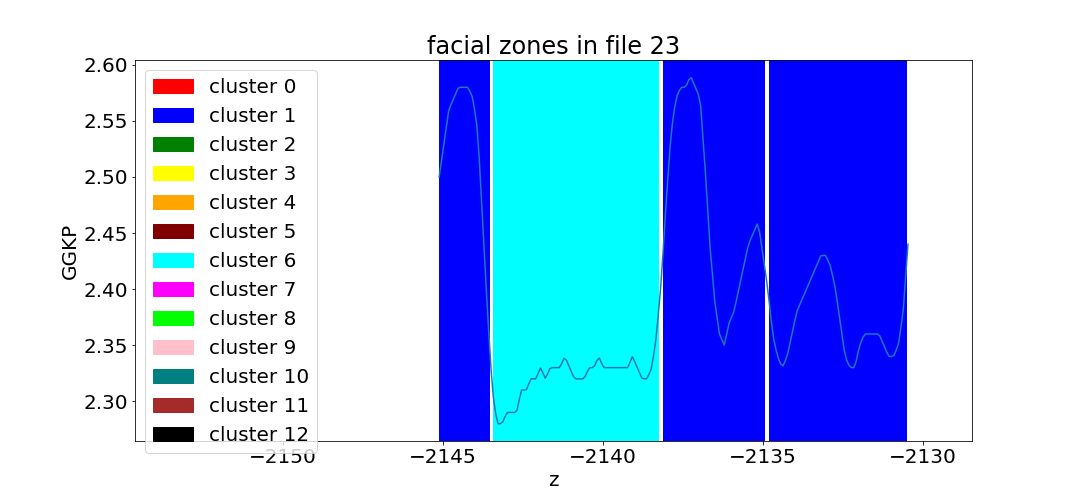 facial zones in file 23
GGKP
2.60
2.55
2.50
2.45
2.40
2.35
2.30
cluster 0
cluster 1
cluster 2
cluster 3
cluster 4
cluster 5
cluster 6
cluster 7
cluster 8
cluster 9
cluster 10
cluster 11
cluster 12
−2150 −2145 −2140 −2135 −2130
z